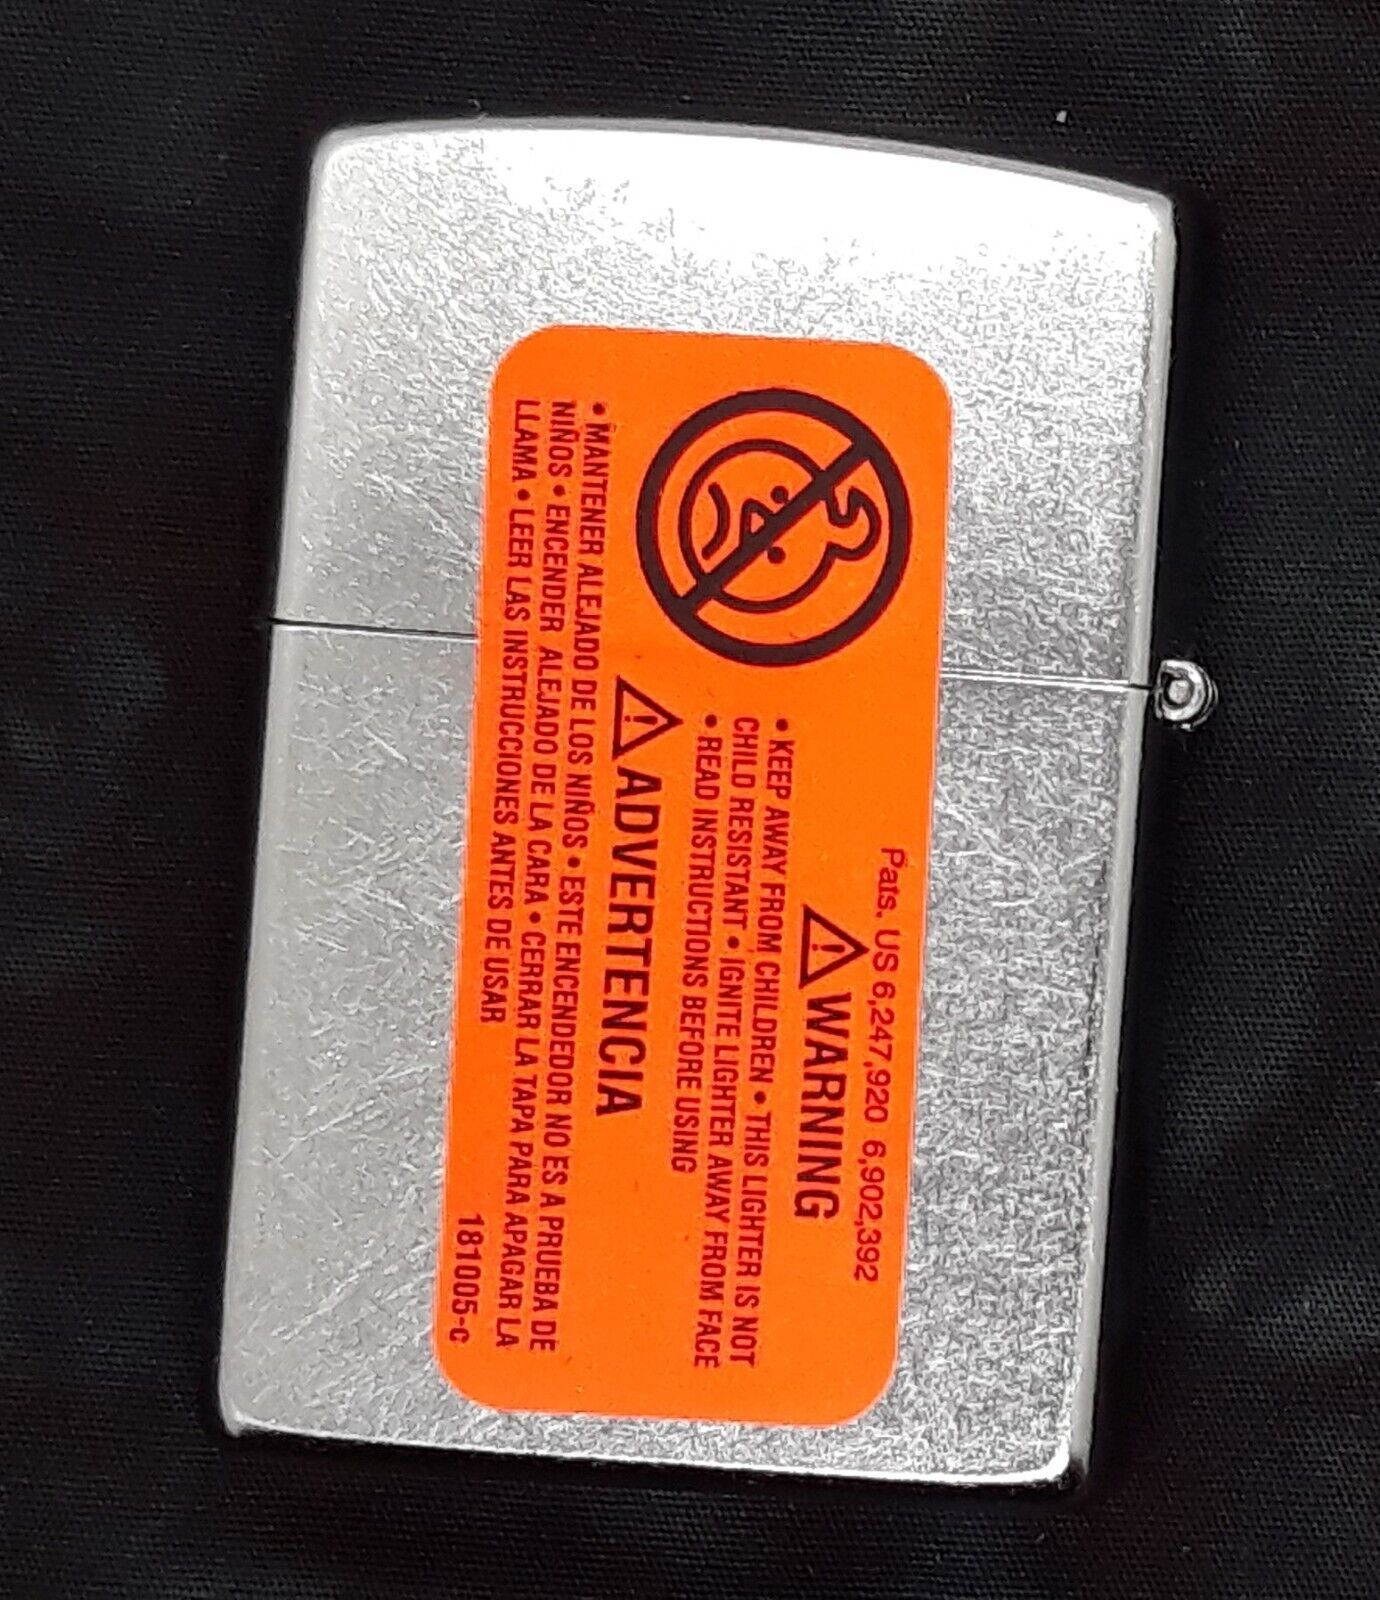 Pats. US 6,247,920 6,902,392
WARNING
• KEEP AWAY FROM CHILDREN • THIS LIGHTER IS NOT
CHILD RESISTANT • IGNITE LIGHTER AWAY FROM FACE
• READ INSTRUCTIONS BEFORE USING
ADVERTENCIA
• MANTENER ALEJADO DE LOS NIÑOS • ESTE ENCENDEDOR NO ES A PRUEBA DE
NIÑOS • ENCENDER ALEJADO DE LA CARA • CERRAR LA TAPA PARA APAGAR LA
LLAMA • LEER LAS INSTRUCCIONES ANTES DE USAR
181005-c